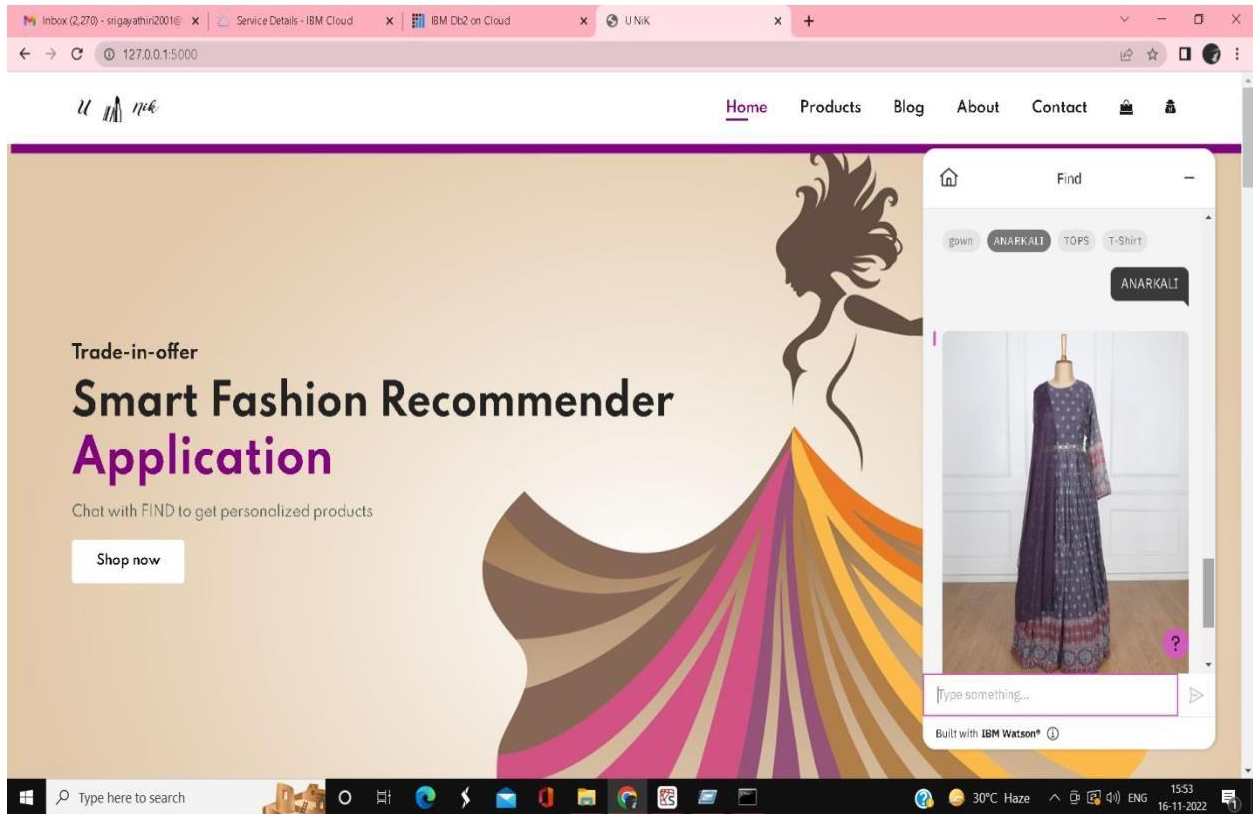 Inbox (2,270) - srigayathiri2001@
Service Details - IBM Cloud
IBM Db2 on Cloud
U NiK
127.0.0.1:5000
U nik
Home Products Blog About Contact
Find
gown ANARKALI TOPS T-Shirt
ANARKALI
Trade-in-offer
Smart Fashion Recommender
Application
Chat with FIND to get personalized products
Shop now
?
Type something...
Built with IBM Watson®
Type here to search
30°C Haze
ENG
15:53
16-11-2022
1